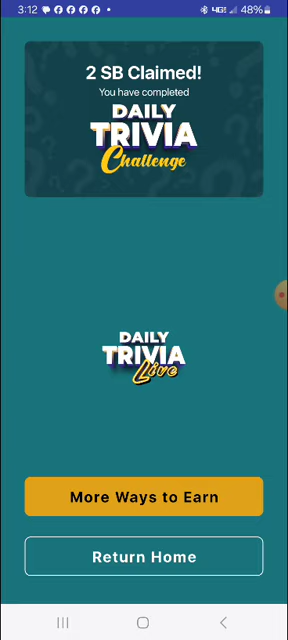 3:12
4G
48%
2 SB Claimed!
You have completed
DAILY
TRIVIA
Challenge
DAILY
TRIVIA
Live
More Ways to Earn
Return Home